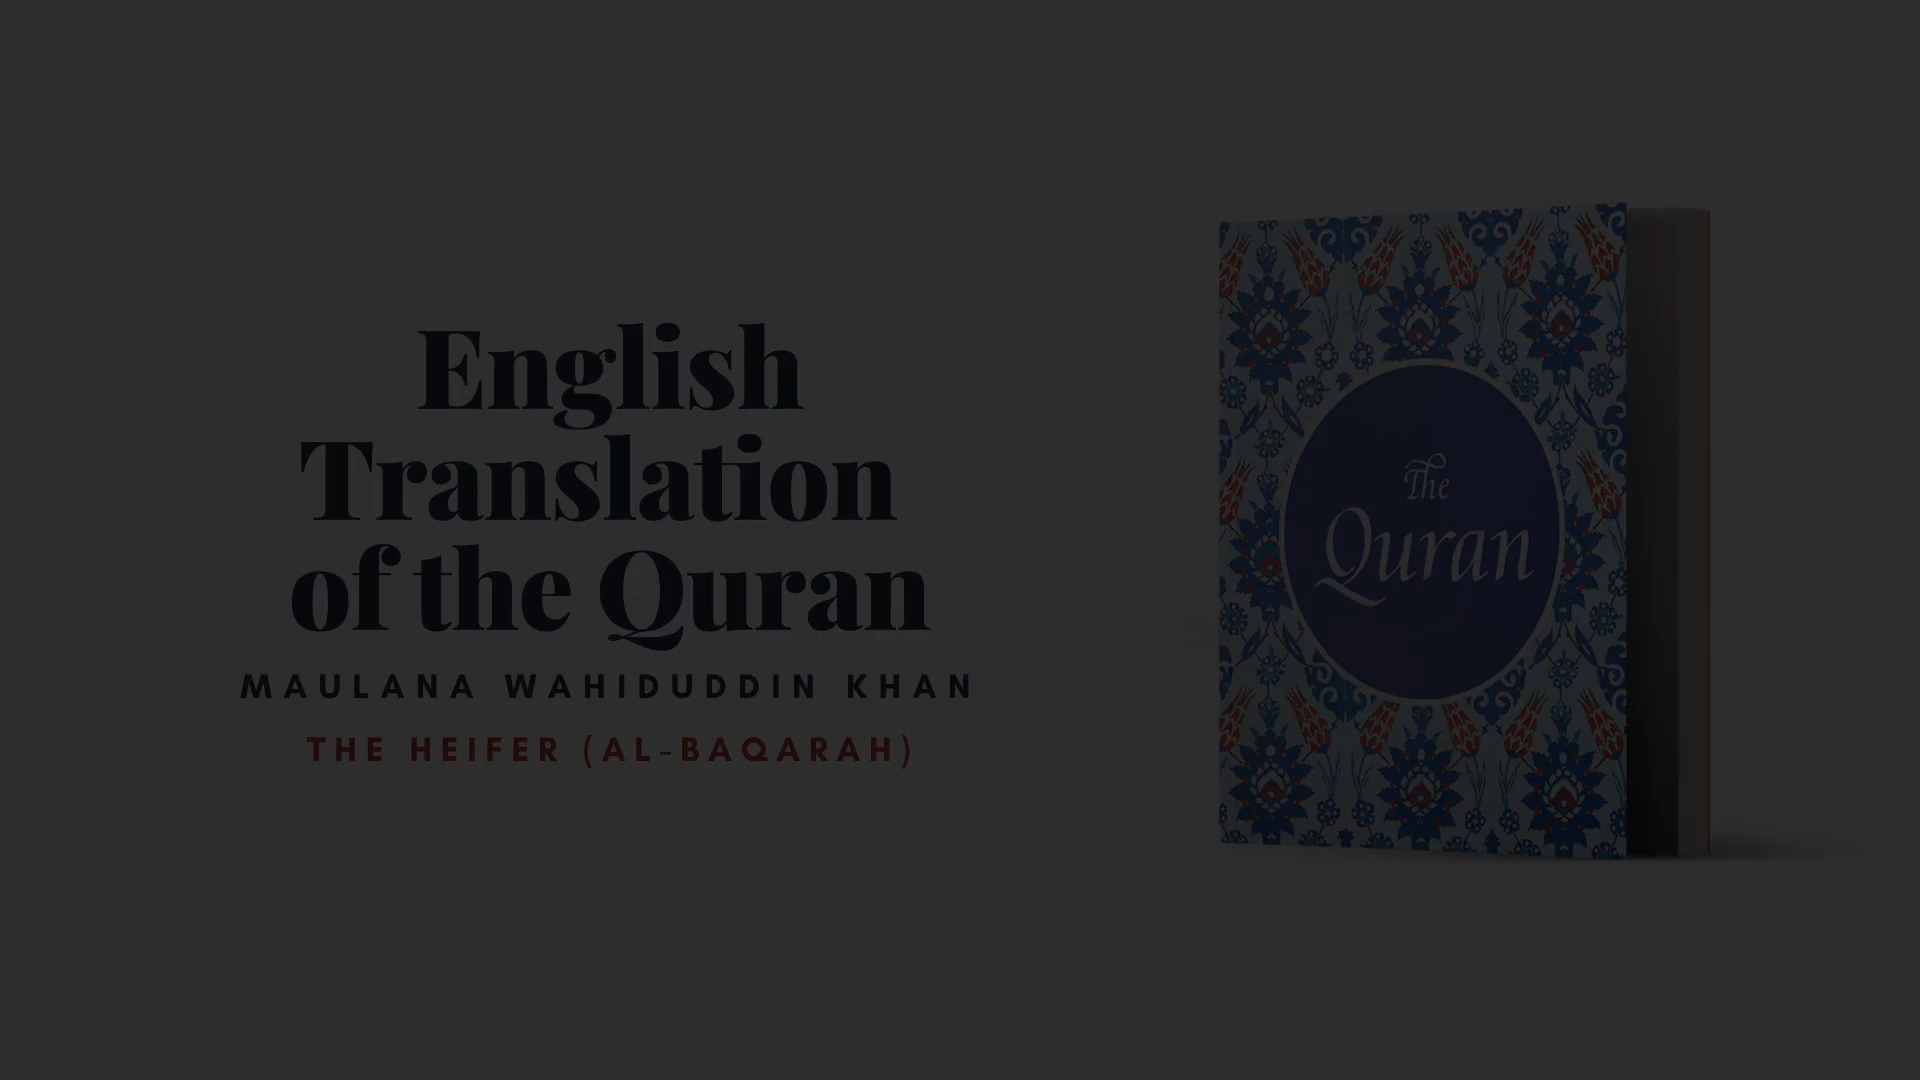 English
Translation
of the Quran
MAULANA WAHIDUDDIN KHAN
THE HEIFER (AL-BAQARAH)
The
Quran